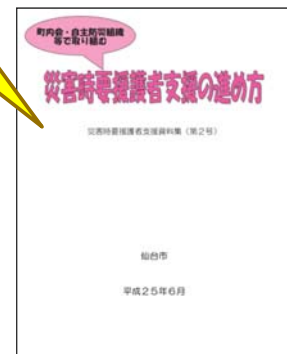 町内会・自主防災組織
等で取り組む
災害時要援護者支援の進め方
災害時要援護者支援資料集（第2号）
仙台市
平成25年6月